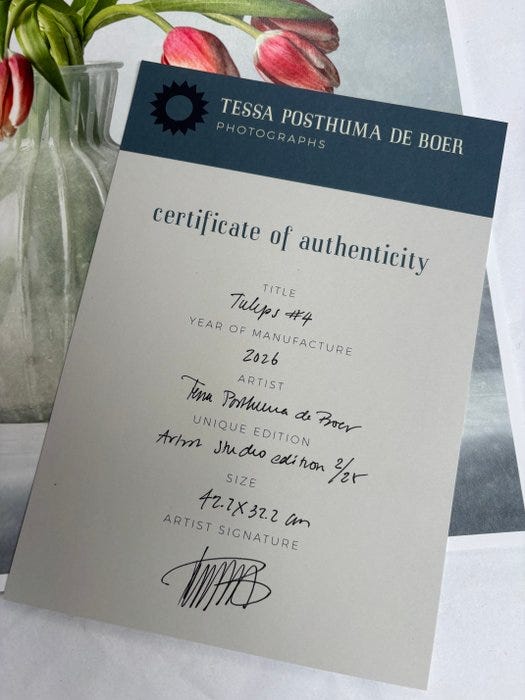 TESSA POSTHUMA DE BOER
PHOTOGRAPHS
certificate of authenticity
TITLE
Tulips #4
YEAR OF MANUFACTURE
2026
ARTIST
Tessa Posthuma de Boer
UNIQUE EDITION
Artist studio edition 2/25
SIZE
42.2X32.2 cm
ARTIST SIGNATURE